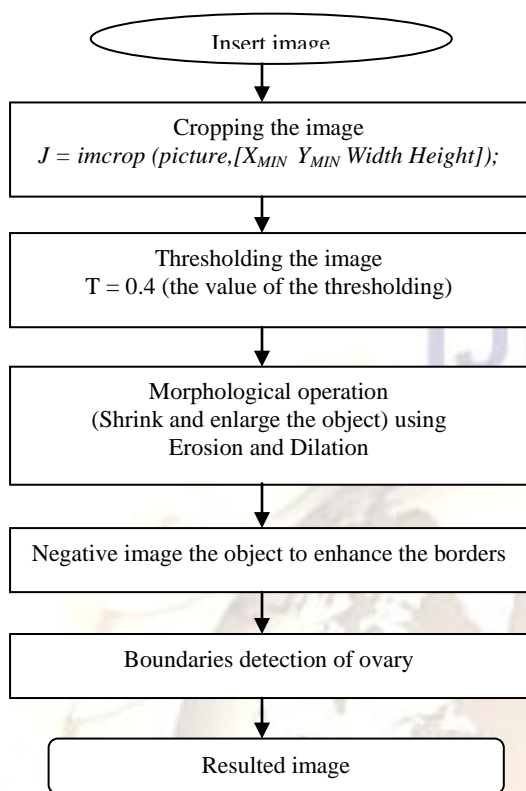 Insert image
Cropping the image
J = imcrop (picture,[X_MIN Y_MIN Width Height]);
Thresholding the image
T = 0.4 (the value of the thresholding)
Morphological operation
(Shrink and enlarge the object) using
Erosion and Dilation
Negative image the object to enhance the borders
Boundaries detection of ovary
Resulted image